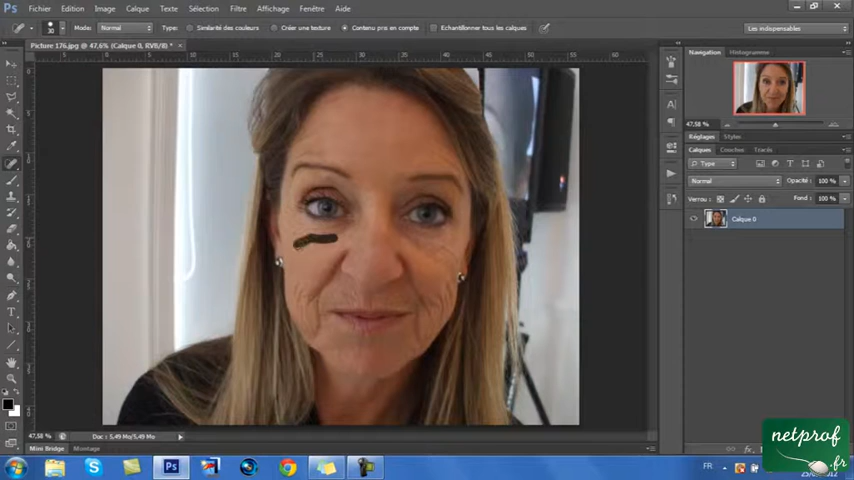 Ps Fichier Edition Image Calque Texte Sélection Filtre Affichage Fenêtre Aide
30 Mode: Normal Type: Similarité des couleurs Créer une texture Contenu pris en compte Echantillonner tous les calques Les indispensables
Picture 176.jpg @ 47,6% (Calque 0, RVB/8) * ×
Navigation Histogramme
47,58 %
Réglages Styles
Calques Couches Tracés
Type
Normal Opacité : 100 %
Verrou : Fond : 100 %
Calque 0
47,58 % Doc : 5,49 Mo/5,49 Mo
Mini Bridge Montage
Ps FR
netprof
.fr